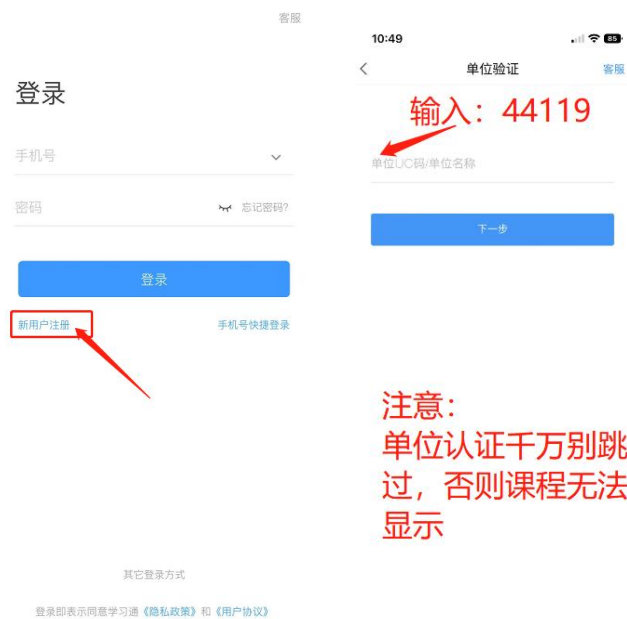 客服
登录
手机号
密码
忘记密码?
登录
新用户注册
手机号快捷登录
其它登录方式
登录即表示同意学习通《隐私政策》和《用户协议》
10:49
85
单位验证
客服
输入：44119
单位UC码/单位名称
下一步
注意：
单位认证千万别跳
过，否则课程无法
显示